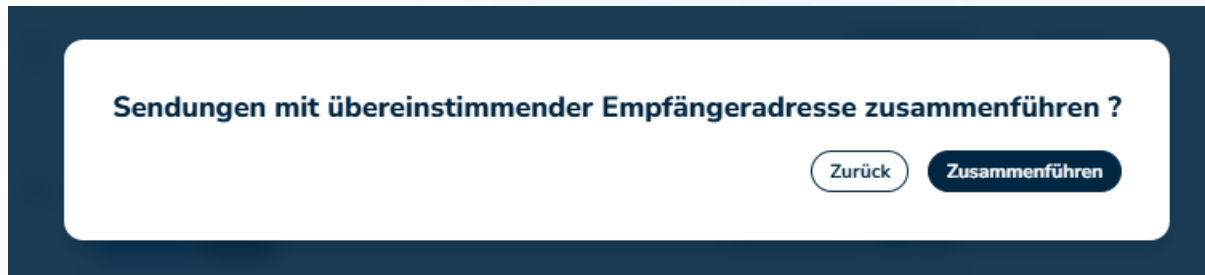 Sendungen mit übereinstimmender Empfängeradresse zusammenführen ?
Zurück Zusammenführen